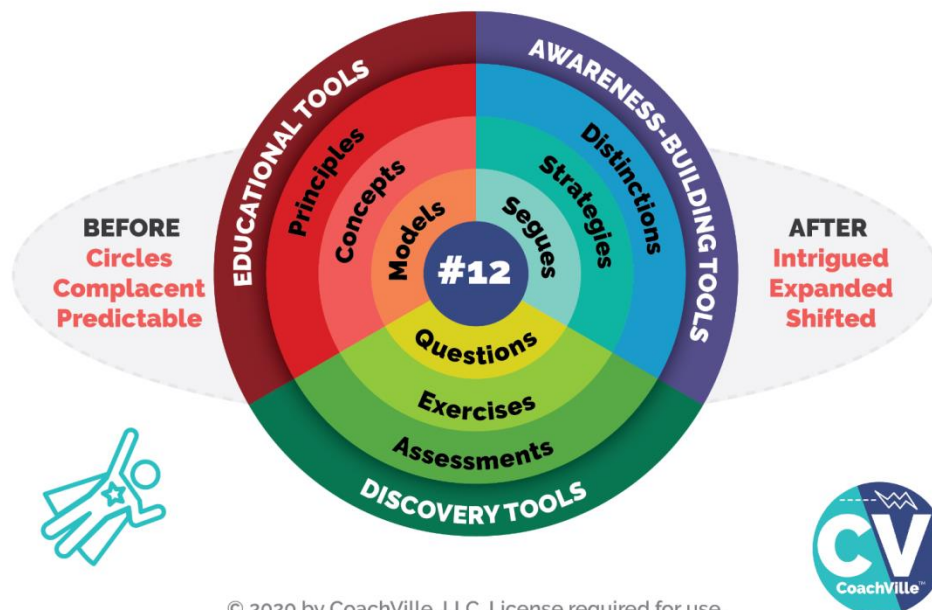 EDUCATIONAL TOOLS
Principles
Concepts
Models
AWARENESS-BUILDING TOOLS
Distinctions
Strategies
Segues
#12
Questions
Exercises
Assessments
DISCOVERY TOOLS
BEFORE
Circles
Complacent
Predictable
AFTER
Intrigued
Expanded
Shifted
CV
CoachVille™
© 2020 by CoachVille, LLC. License required for use